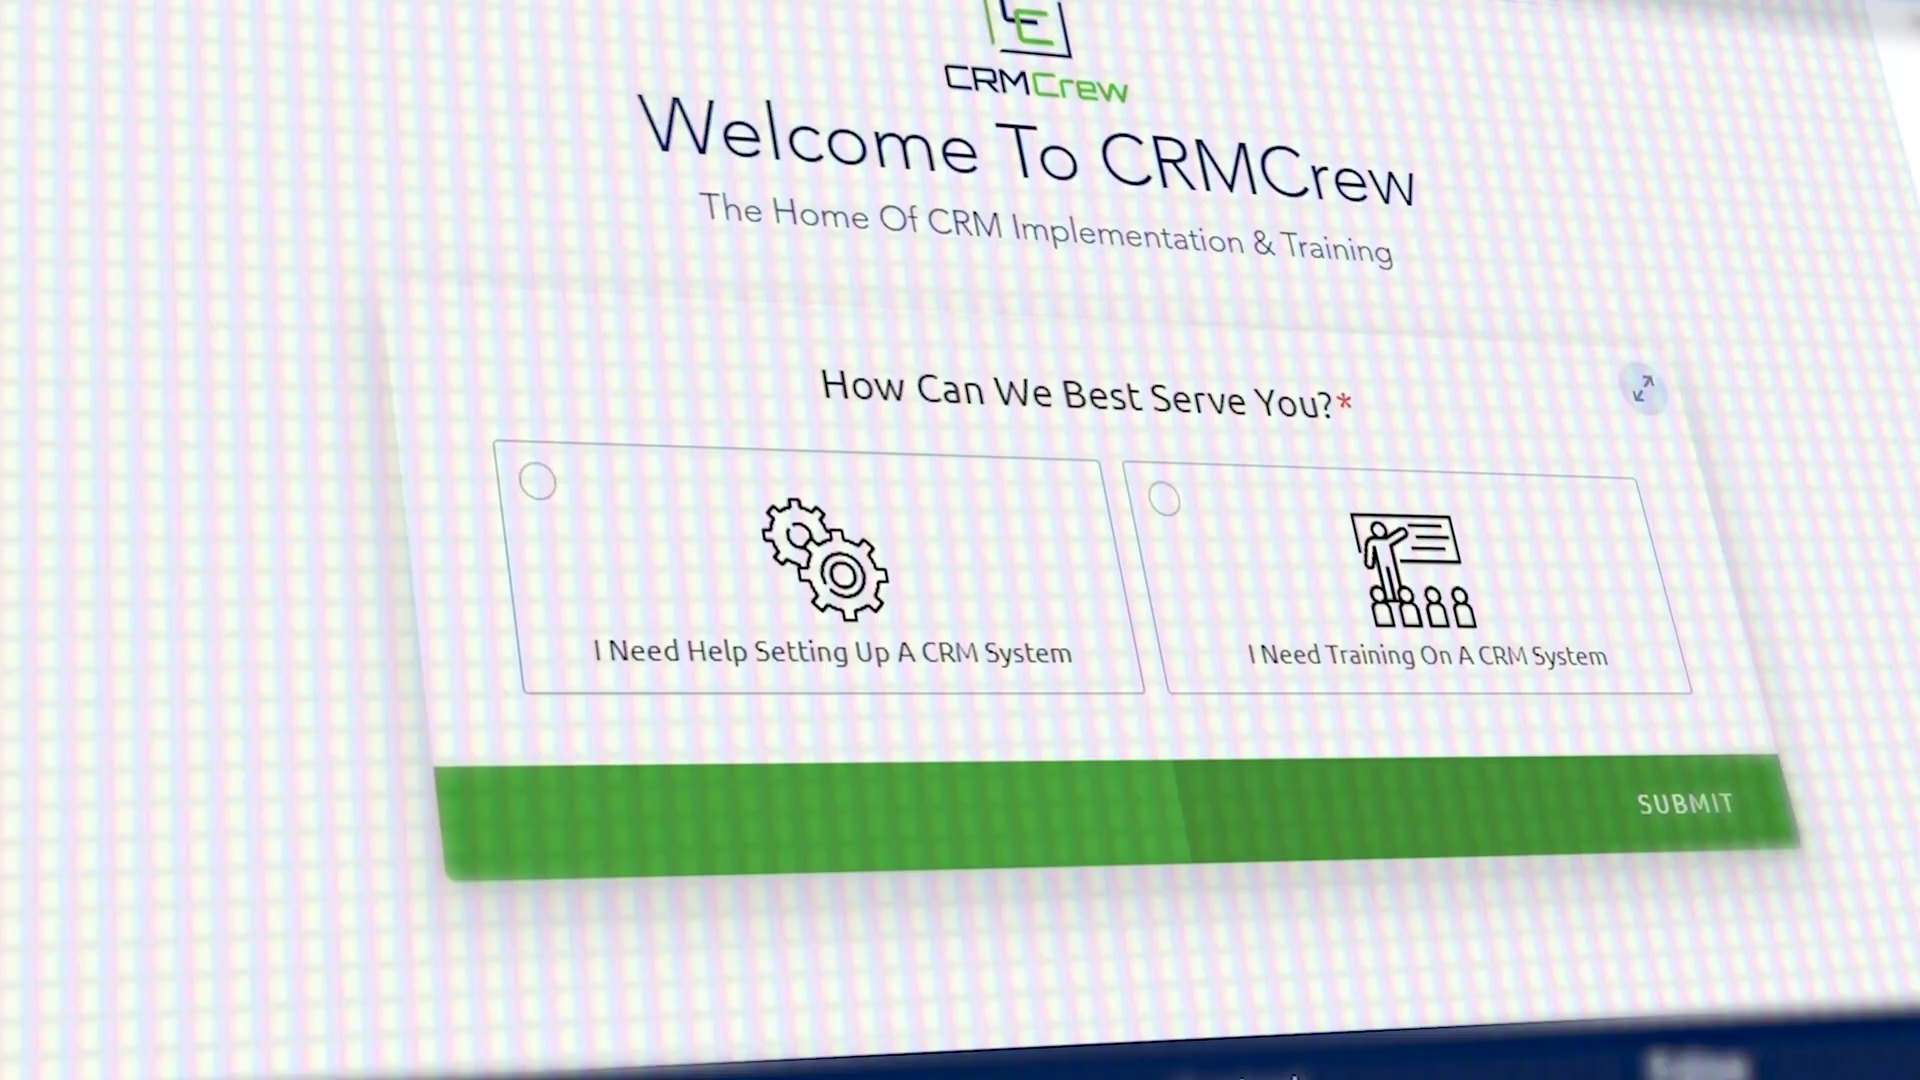 CRMCrew
Welcome To CRMCrew
The Home Of CRM Implementation & Training
How Can We Best Serve You?*
I Need Help Setting Up A CRM System
I Need Training On A CRM System
SUBMIT